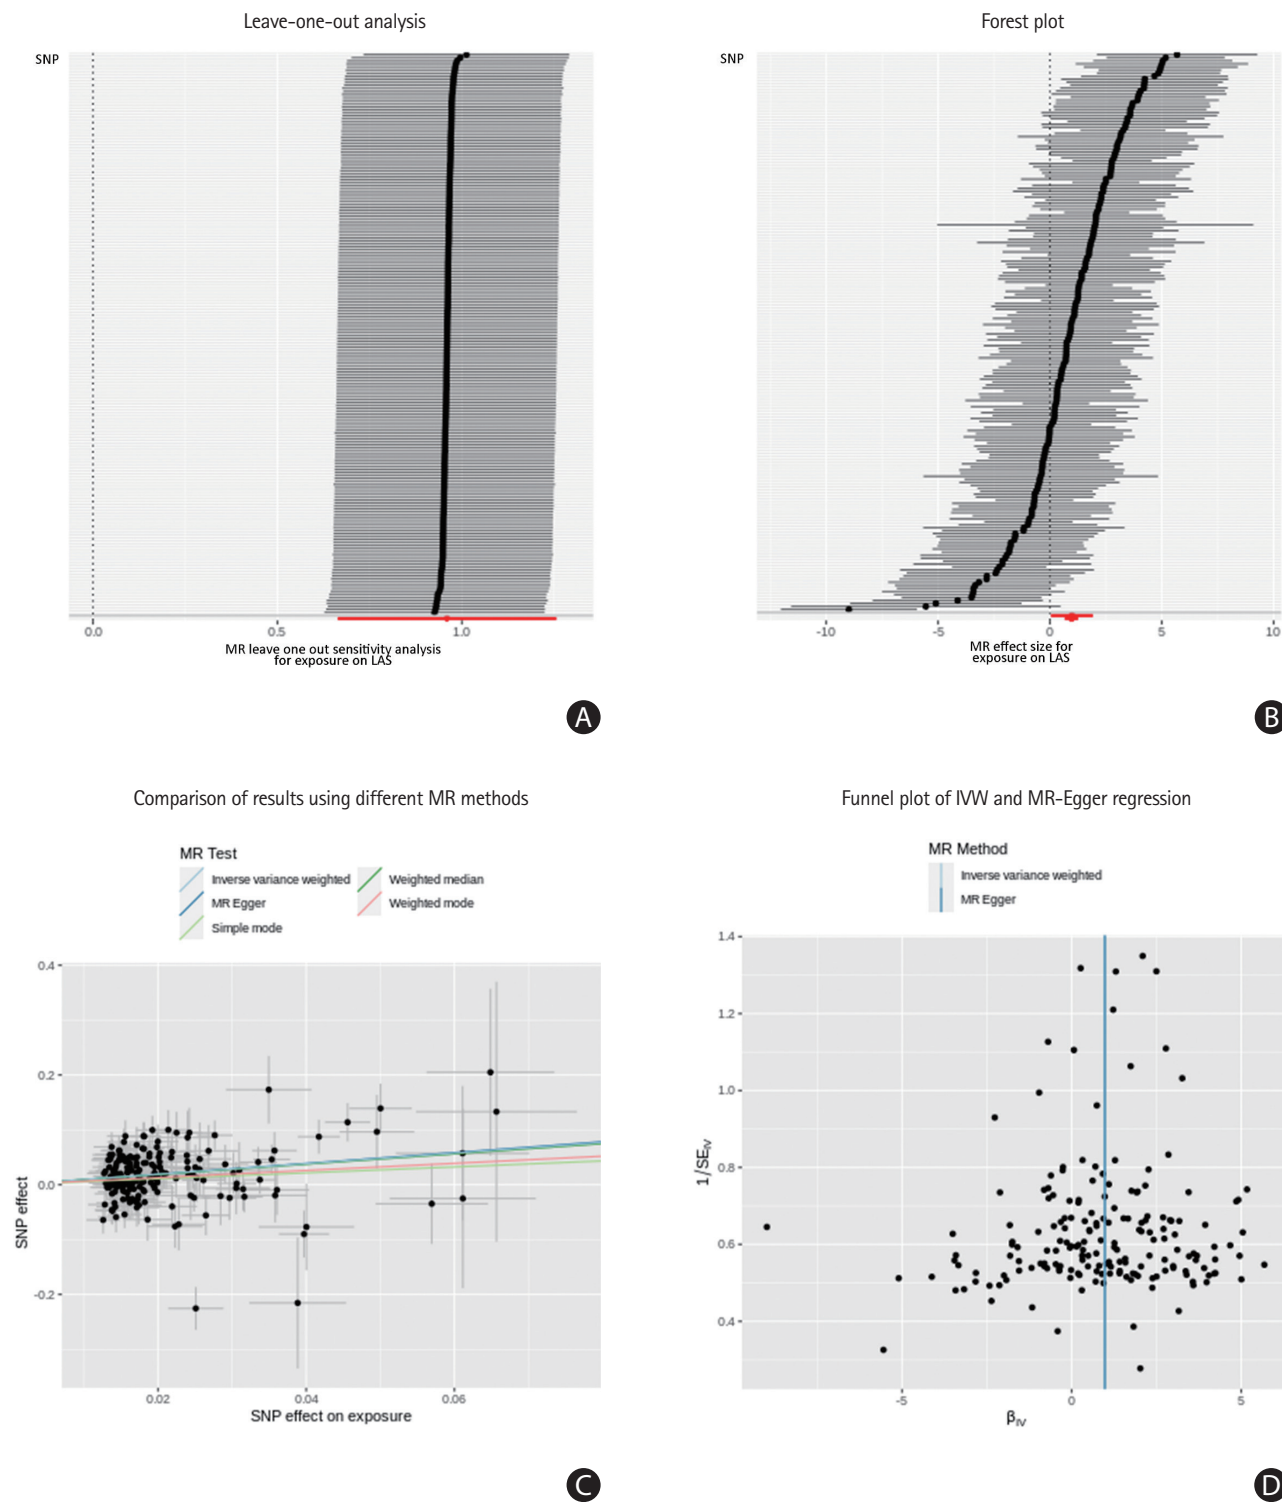 Leave-one-out analysis
SNP
0.0 0.5 1.0
MR leave one out sensitivity analysis
for exposure on LAS
A
Forest plot
SNP
-10 -5 0 5 10
MR effect size for
exposure on LAS
B
Comparison of results using different MR methods
MR Test
Inverse variance weighted
Weighted median
MR Egger
Weighted mode
Simple mode
SNP effect
0.4
0.2
0.0
-0.2
0.02 0.04 0.06
SNP effect on exposure
C
Funnel plot of IVW and MR-Egger regression
MR Method
Inverse variance weighted
MR Egger
1/SE_IV
1.4
1.2
1.0
0.8
0.6
0.4
-5 0 5
β_IV
D